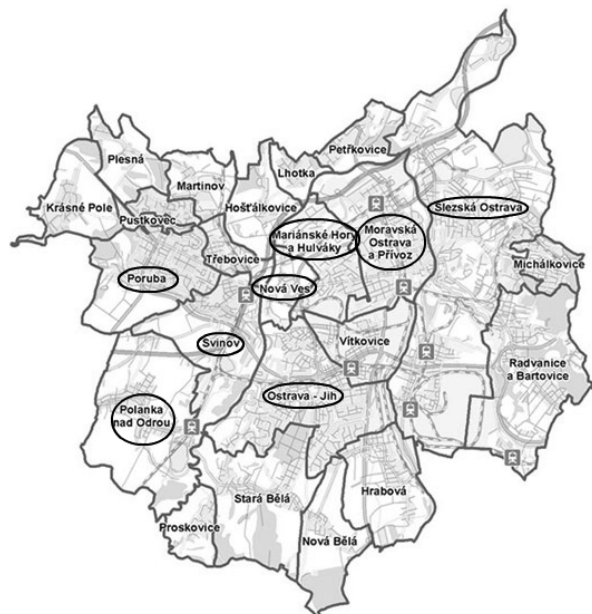 Petřkovice
Plesná
Lhotka
Martinov
Krásné Pole
Hošťálkovice
Slezská Ostrava
Pustkovec
Mariánské Hory
a Hulváky
Moravská
Ostrava
a Přívoz
Třebovice
Michálkovice
Poruba
Nová Ves
Svinov
Vítkovice
Radvanice
a Bartovice
Ostrava - Jih
Polanka
nad Odrou
Hrabová
Stará Bělá
Proskovice
Nová Bělá